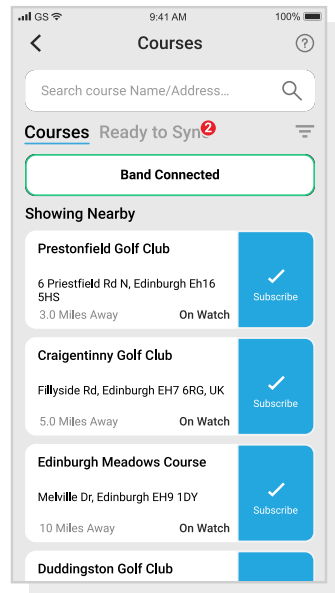 GS 9:41 AM 100%
Courses
?
Search course Name/Address...
Courses Ready to Sync 2
Band Connected
Showing Nearby
Prestonfield Golf Club
6 Priestfield Rd N, Edinburgh Eh16
5HS
3.0 Miles Away On Watch
Subscribe
Craigentinny Golf Club
Fillyside Rd, Edinburgh EH7 6RG, UK
5.0 Miles Away On Watch
Subscribe
Edinburgh Meadows Course
Melville Dr, Edinburgh EH9 1DY
10 Miles Away On Watch
Subscribe
Duddingston Golf Club